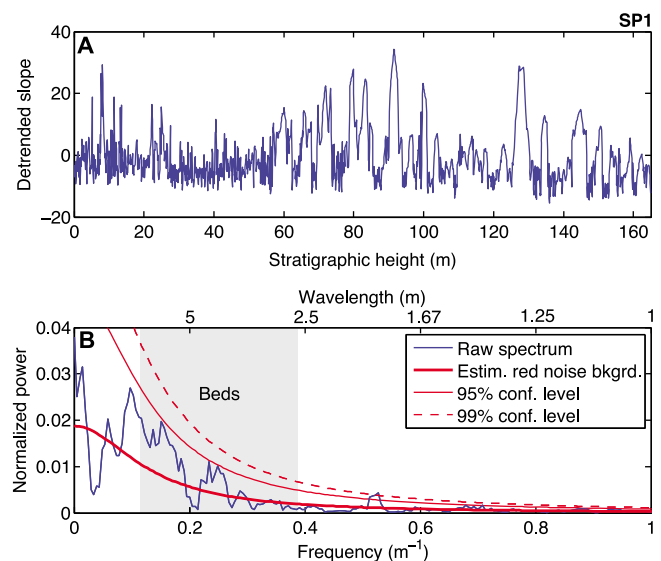 SP1
A
40
20
0
−20
Detrended slope
0 20 40 60 80 100 120 140 160
Stratigraphic height (m)
Wavelength (m)
5 2.5 1.67 1.25 1
B
0.04
0.03
0.02
0.01
0
Normalized power
Beds
Raw spectrum
Estim. red noise bkgrd.
95% conf. level
99% conf. level
0 0.2 0.4 0.6 0.8 1
Frequency (m⁻¹)